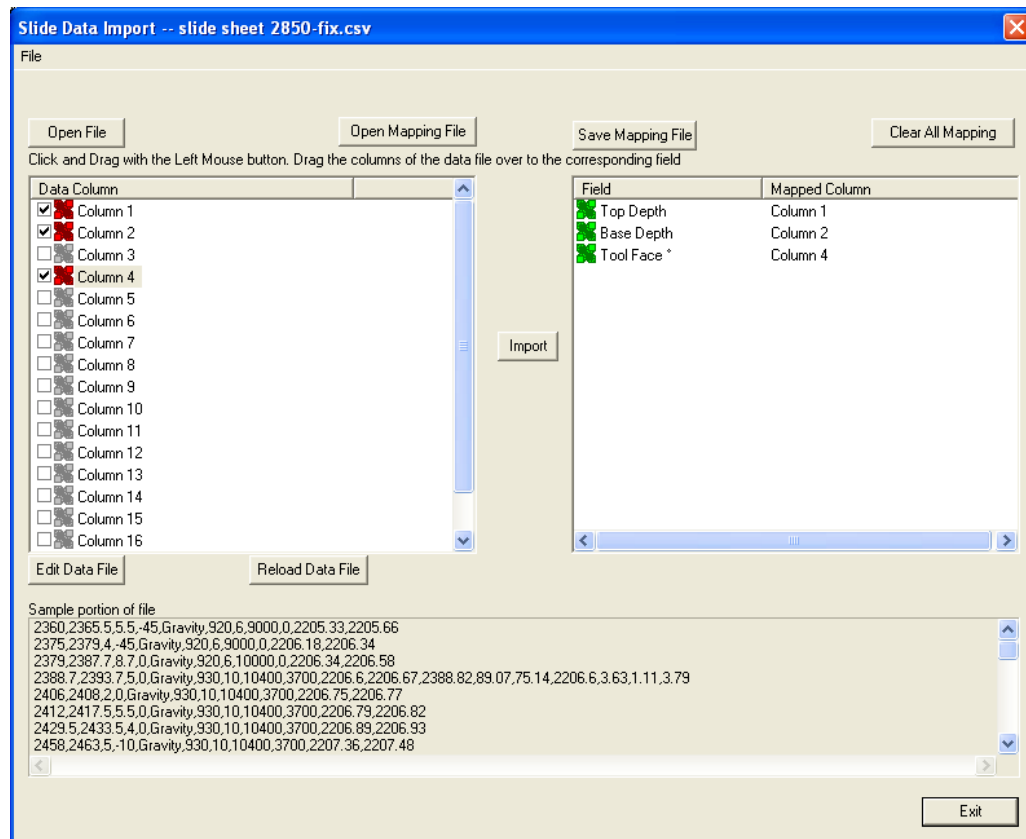 Slide Data Import -- slide sheet 2850-fix.csv
File
Open File
Open Mapping File
Save Mapping File
Clear All Mapping
Click and Drag with the Left Mouse button. Drag the columns of the data file over to the corresponding field
Data Column
Column 1
Column 2
Column 3
Column 4
Column 5
Column 6
Column 7
Column 8
Column 9
Column 10
Column 11
Column 12
Column 13
Column 14
Column 15
Column 16
Import
Field Mapped Column
Top Depth Column 1
Base Depth Column 2
Tool Face * Column 4
Edit Data File
Reload Data File
Sample portion of file
2360,2365.5,5.5,-45,Gravity,920,6,9000,0,2205.33,2205.66
2375,2379,4,-45,Gravity,920,6,9000,0,2206.18,2206.34
2379,2387.7,8.7,0,Gravity,920,6,10000,0,2206.34,2206.58
2388.7,2393.7,5,0,Gravity,930,10,10400,3700,2206.6,2206.67,2388.82,89.07,75.14,2206.6,3.63,1.11,3.79
2406,2408,2,0,Gravity,930,10,10400,3700,2206.75,2206.77
2412,2417.5,5.5,0,Gravity,930,10,10400,3700,2206.79,2206.82
2429.5,2433.5,4,0,Gravity,930,10,10400,3700,2206.89,2206.93
2458,2463,5,-10,Gravity,930,10,10400,3700,2207.36,2207.48
Exit